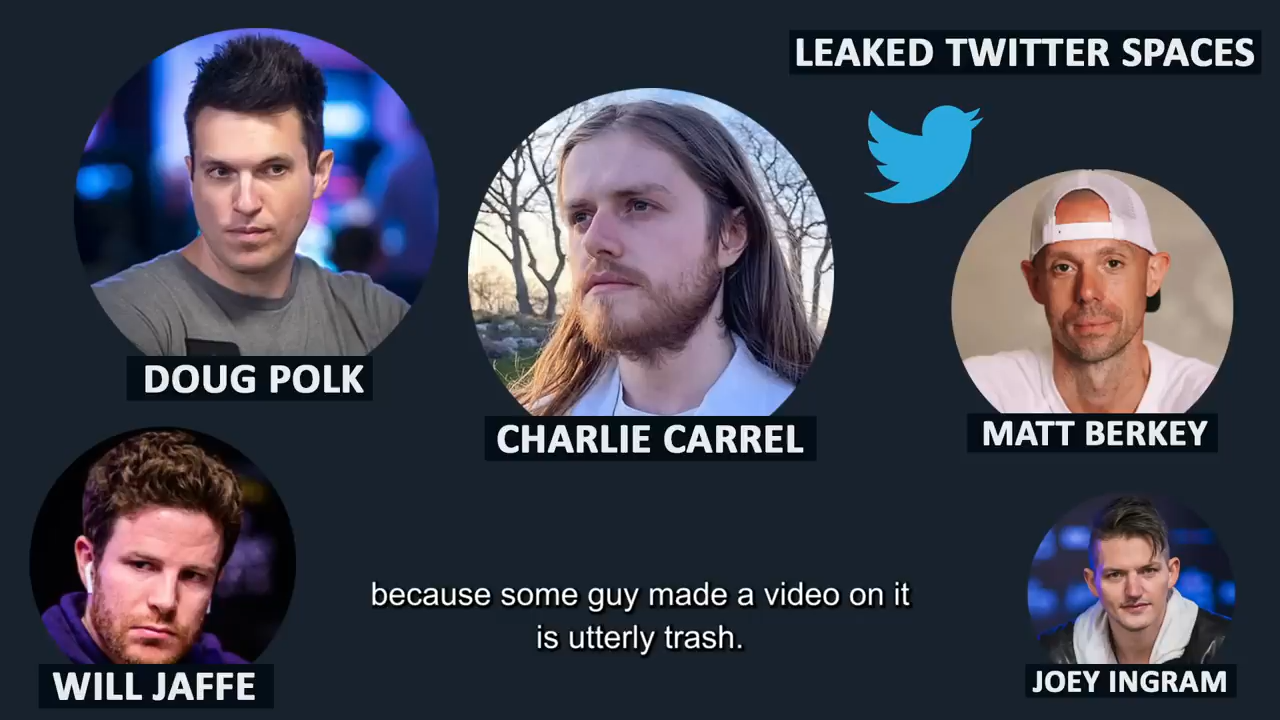 LEAKED TWITTER SPACES
DOUG POLK
CHARLIE CARREL
MATT BERKEY
because some guy made a video on it
is utterly trash.
WILL JAFFE
JOEY INGRAM